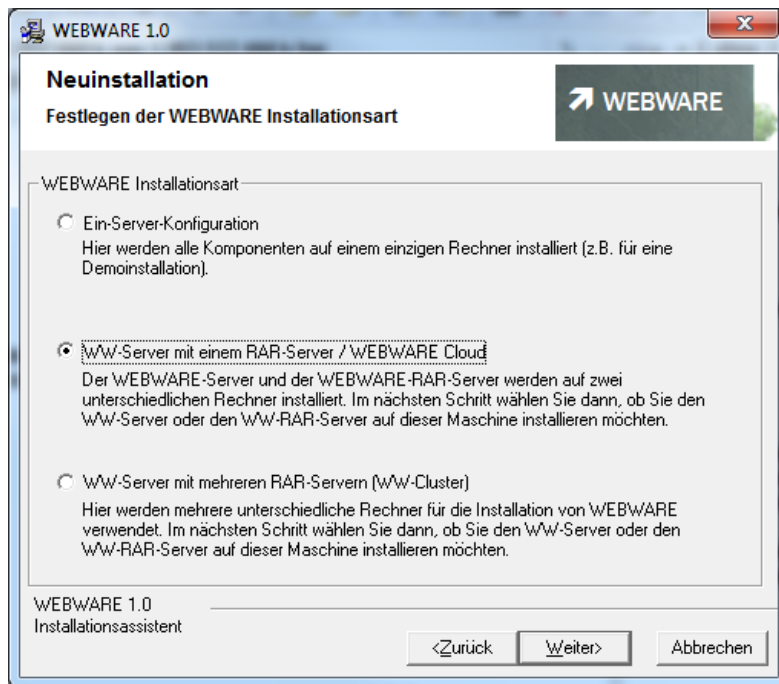 WEBWARE 1.0
Neuinstallation
Festlegen der WEBWARE Installationsart
WEBWARE
WEBWARE Installationsart
Ein-Server-Konfiguration
Hier werden alle Komponenten auf einem einzigen Rechner installiert (z.B. für eine
Demoinstallation).
WW-Server mit einem RAR-Server / WEBWARE Cloud
Der WEBWARE-Server und der WEBWARE-RAR-Server werden auf zwei
unterschiedlichen Rechner installiert. Im nächsten Schritt wählen Sie dann, ob Sie den
WW-Server oder den WW-RAR-Server auf dieser Maschine installieren möchten.
WW-Server mit mehreren RAR-Servern (WW-Cluster)
Hier werden mehrere unterschiedliche Rechner für die Installation von WEBWARE
verwendet. Im nächsten Schritt wählen Sie dann, ob Sie den WW-Server oder den
WW-RAR-Server auf dieser Maschine installieren möchten.
WEBWARE 1.0
Installationsassistent
<Zurück Weiter> Abbrechen